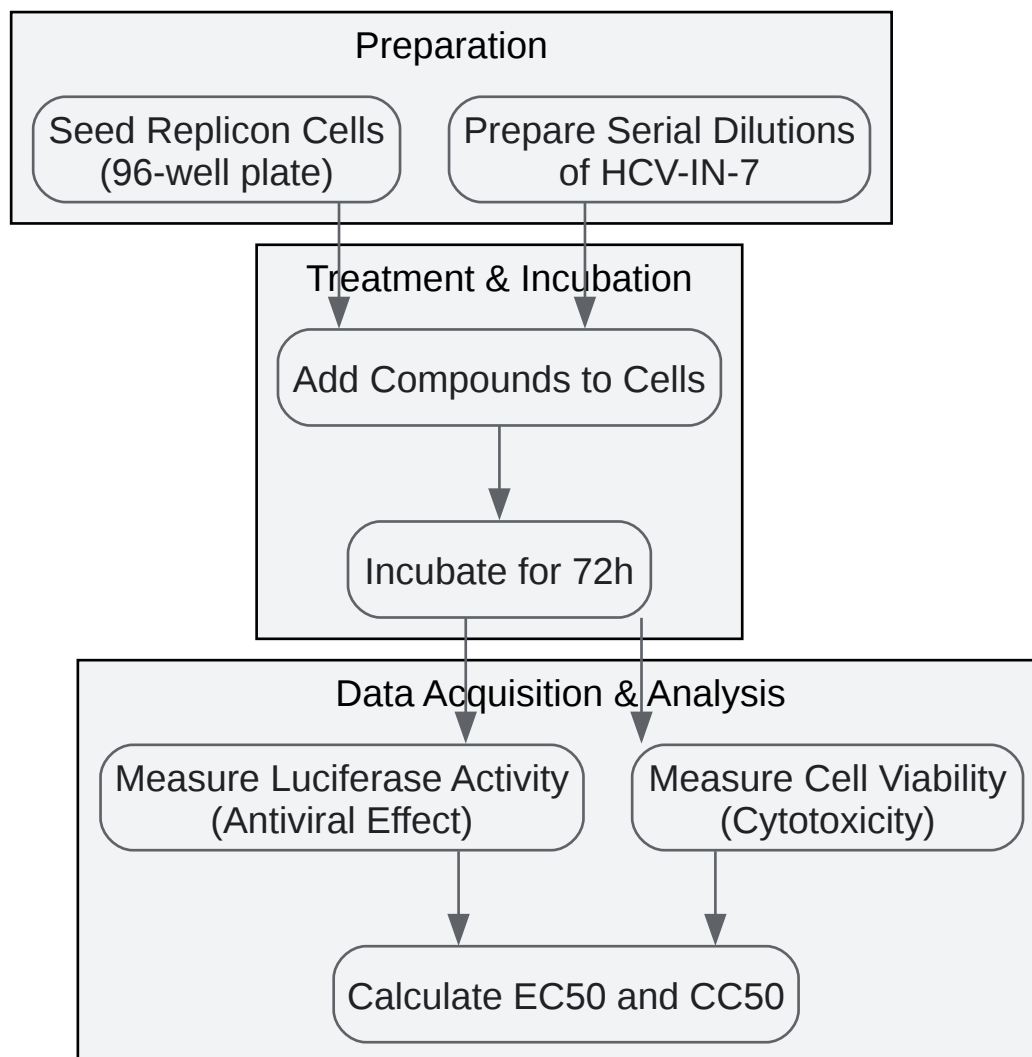 Preparation
Seed Replicon Cells
(96-well plate)
Prepare Serial Dilutions
of HCV-IN-7
Treatment & Incubation
Add Compounds to Cells
Incubate for 72h
Data Acquisition & Analysis
Measure Luciferase Activity
(Antiviral Effect)
Measure Cell Viability
(Cytotoxicity)
Calculate EC50 and CC50